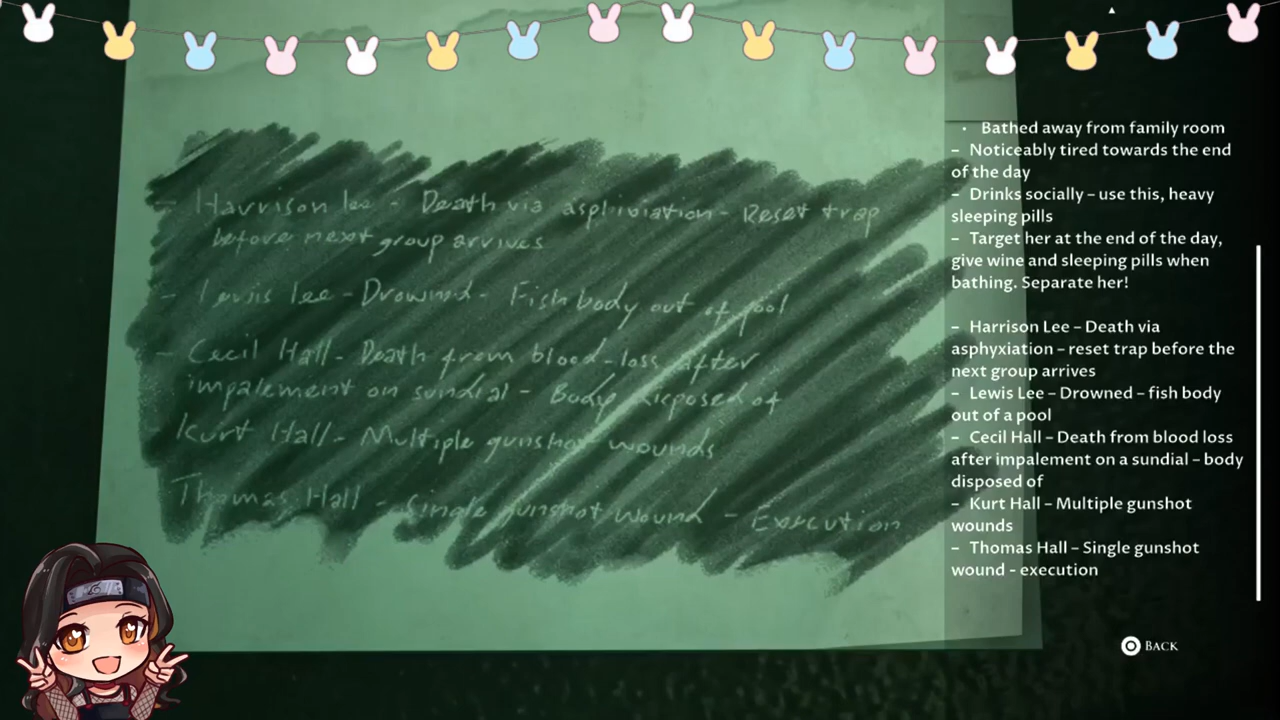 - Harrison lee - Death via asphixiation - Reset trap
before next group arrives
- Lewis lee - Drowned - Fish body out of pool
- Cecil Hall - Death from blood-loss after
impalement on sundial - Body disposed of
Kurt Hall - Multiple gunshot wounds
Thomas Hall - Single gunshot wound - Execution
• Bathed away from family room
– Noticeably tired towards the end
of the day
– Drinks socially – use this, heavy
sleeping pills
– Target her at the end of the day,
give wine and sleeping pills when
bathing. Separate her!
– Harrison Lee – Death via
asphyxiation – reset trap before the
next group arrives
– Lewis Lee – Drowned – fish body
out of a pool
– Cecil Hall – Death from blood loss
after impalement on a sundial – body
disposed of
– Kurt Hall – Multiple gunshot
wounds
– Thomas Hall – Single gunshot
wound - execution
BACK